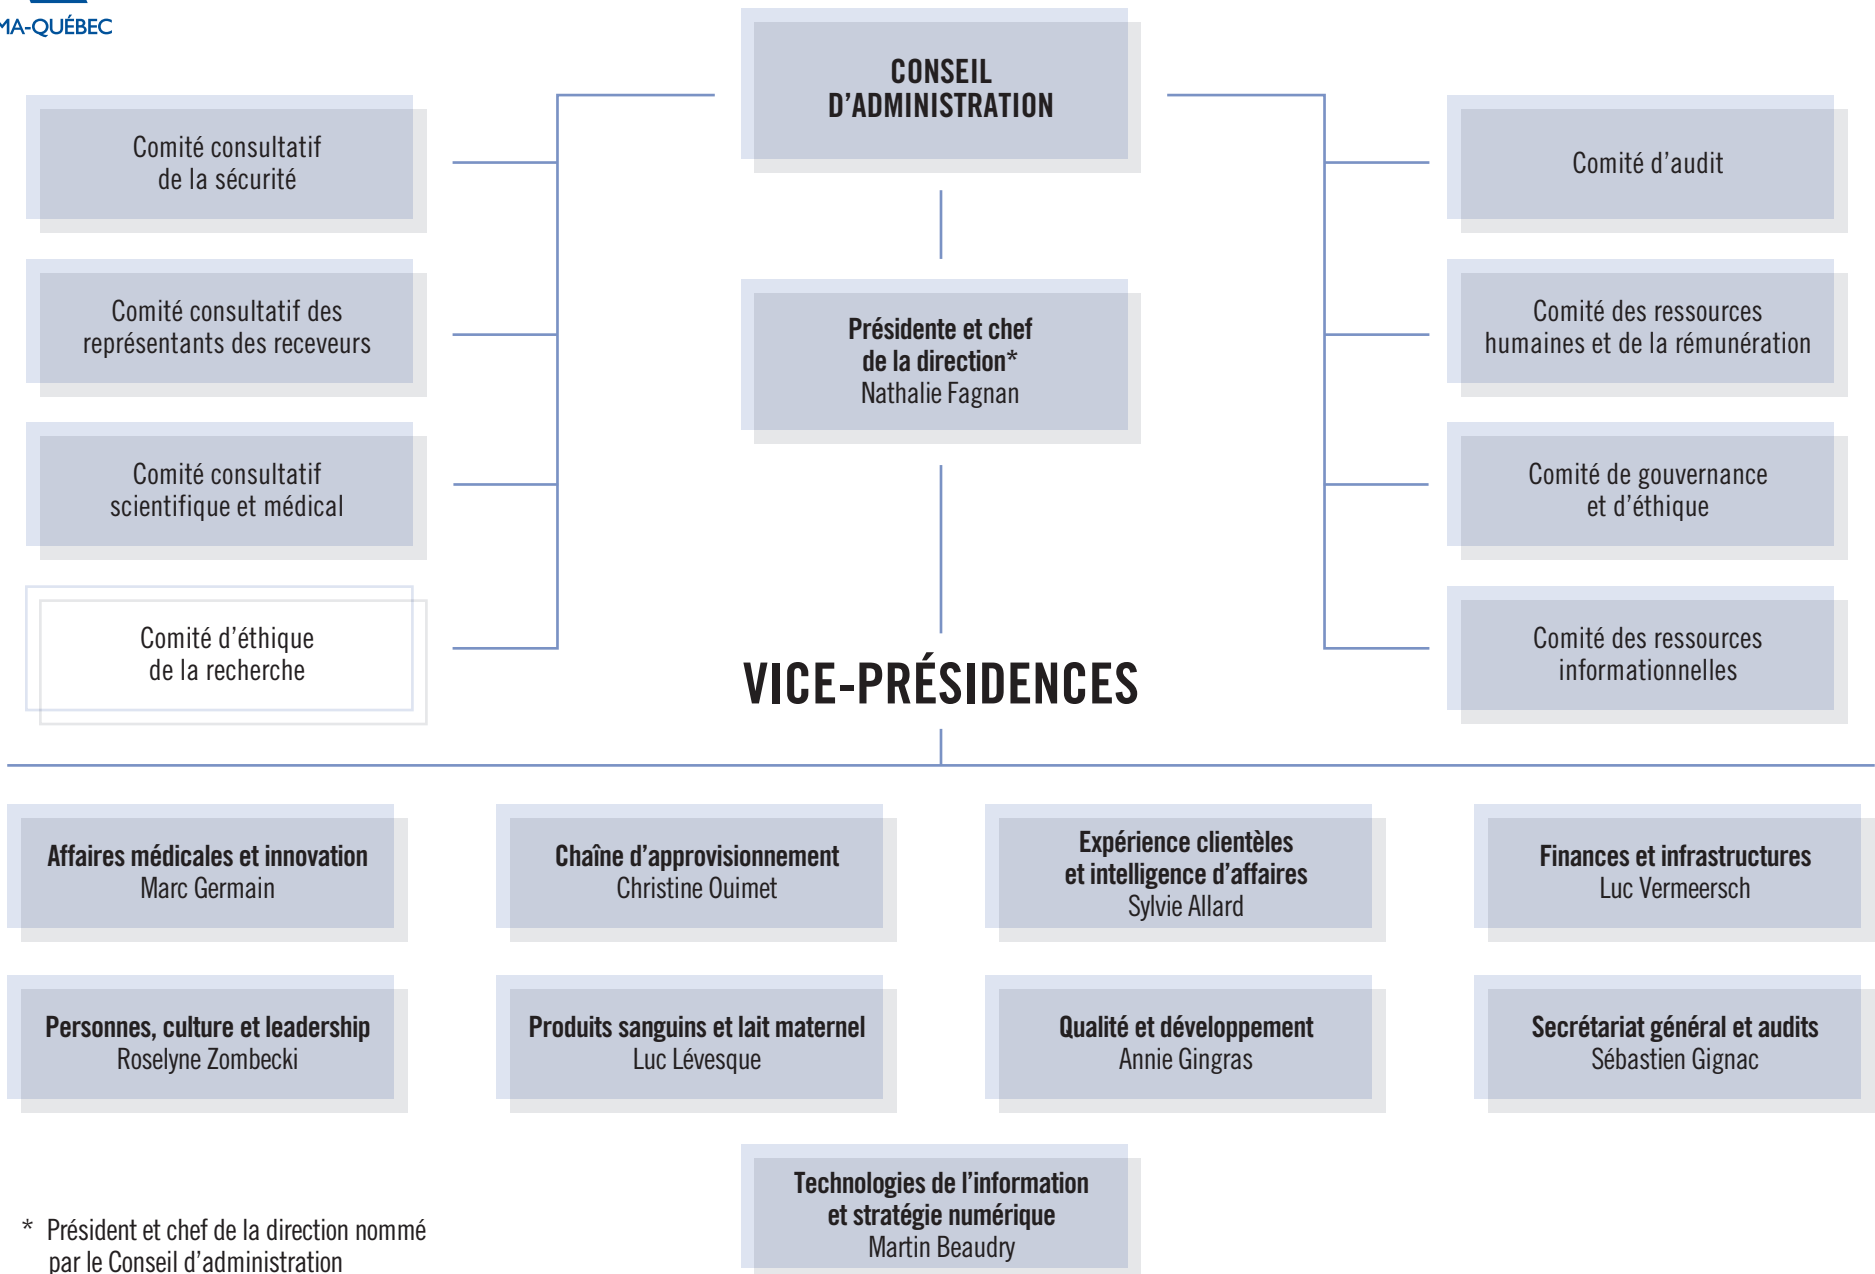 MA-QUÉBEC
CONSEIL
D’ADMINISTRATION
Comité consultatif
de la sécurité
Comité consultatif des
représentants des receveurs
Comité consultatif
scientifique et médical
Comité d’éthique
de la recherche
Présidente et chef
de la direction*
Nathalie Fagnan
Comité d’audit
Comité des ressources
humaines et de la rémunération
Comité de gouvernance
et d’éthique
Comité des ressources
informationnelles
VICE-PRÉSIDENCES
Affaires médicales et innovation
Marc Germain
Chaîne d’approvisionnement
Christine Ouimet
Expérience clientèles
et intelligence d’affaires
Sylvie Allard
Finances et infrastructures
Luc Vermeersch
Personnes, culture et leadership
Roselyne Zombecki
Produits sanguins et lait maternel
Luc Lévesque
Qualité et développement
Annie Gingras
Secrétariat général et audits
Sébastien Gignac
Technologies de l’information
et stratégie numérique
Martin Beaudry
* Président et chef de la direction nommé
par le Conseil d’administration